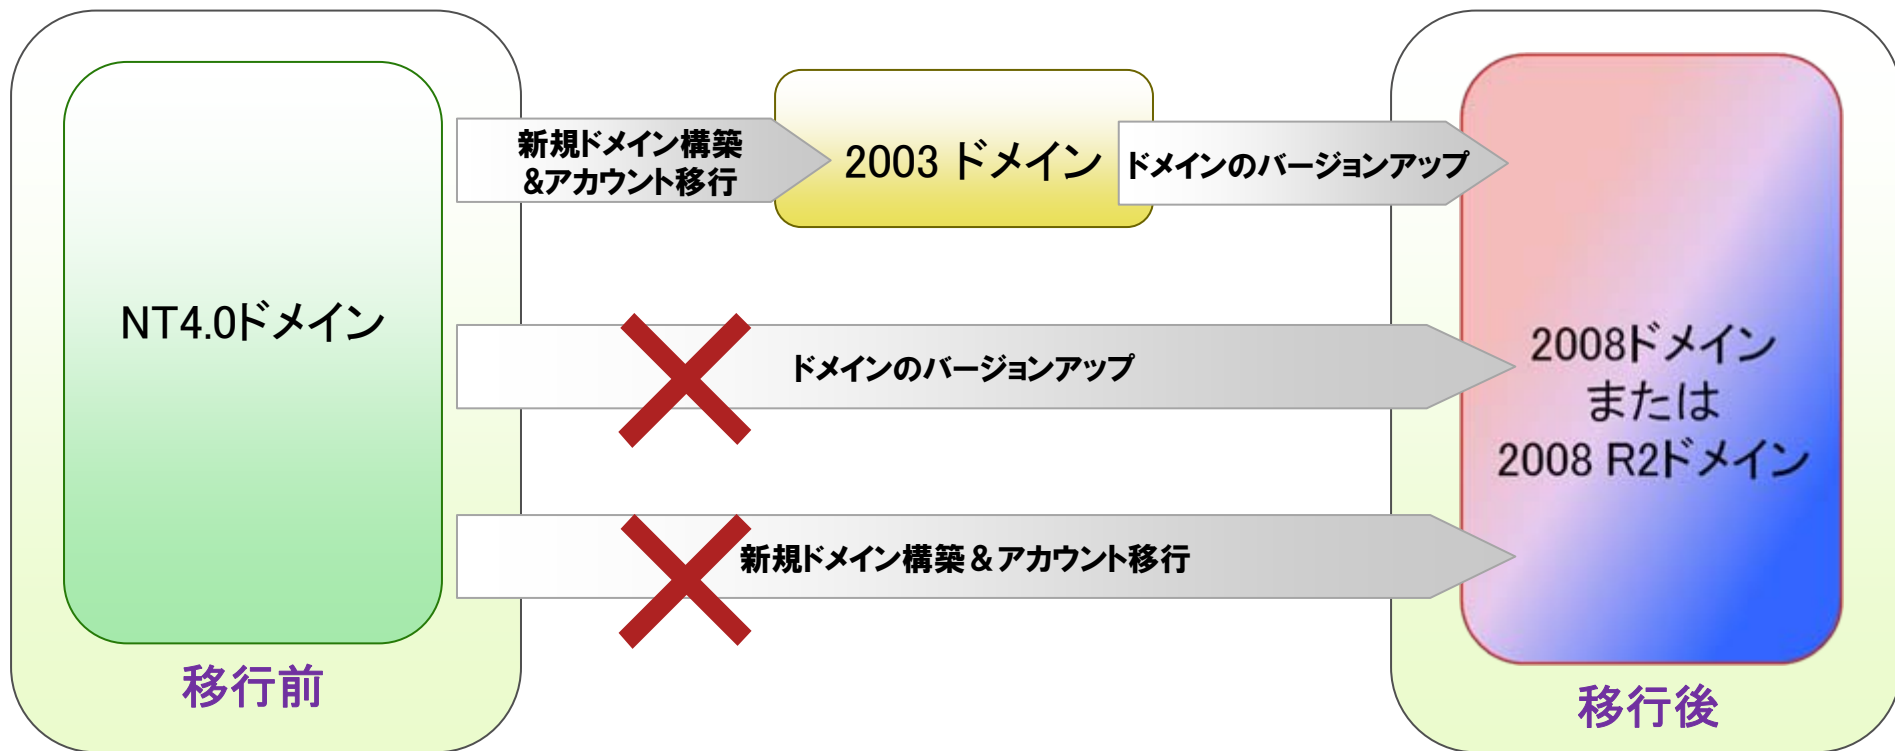 NT4.0ドメイン
移行前
新規ドメイン構築
&アカウント移行
2003 ドメイン
ドメインのバージョンアップ
ドメインのバージョンアップ
新規ドメイン構築&アカウント移行
2008ドメイン
または
2008 R2ドメイン
移行後